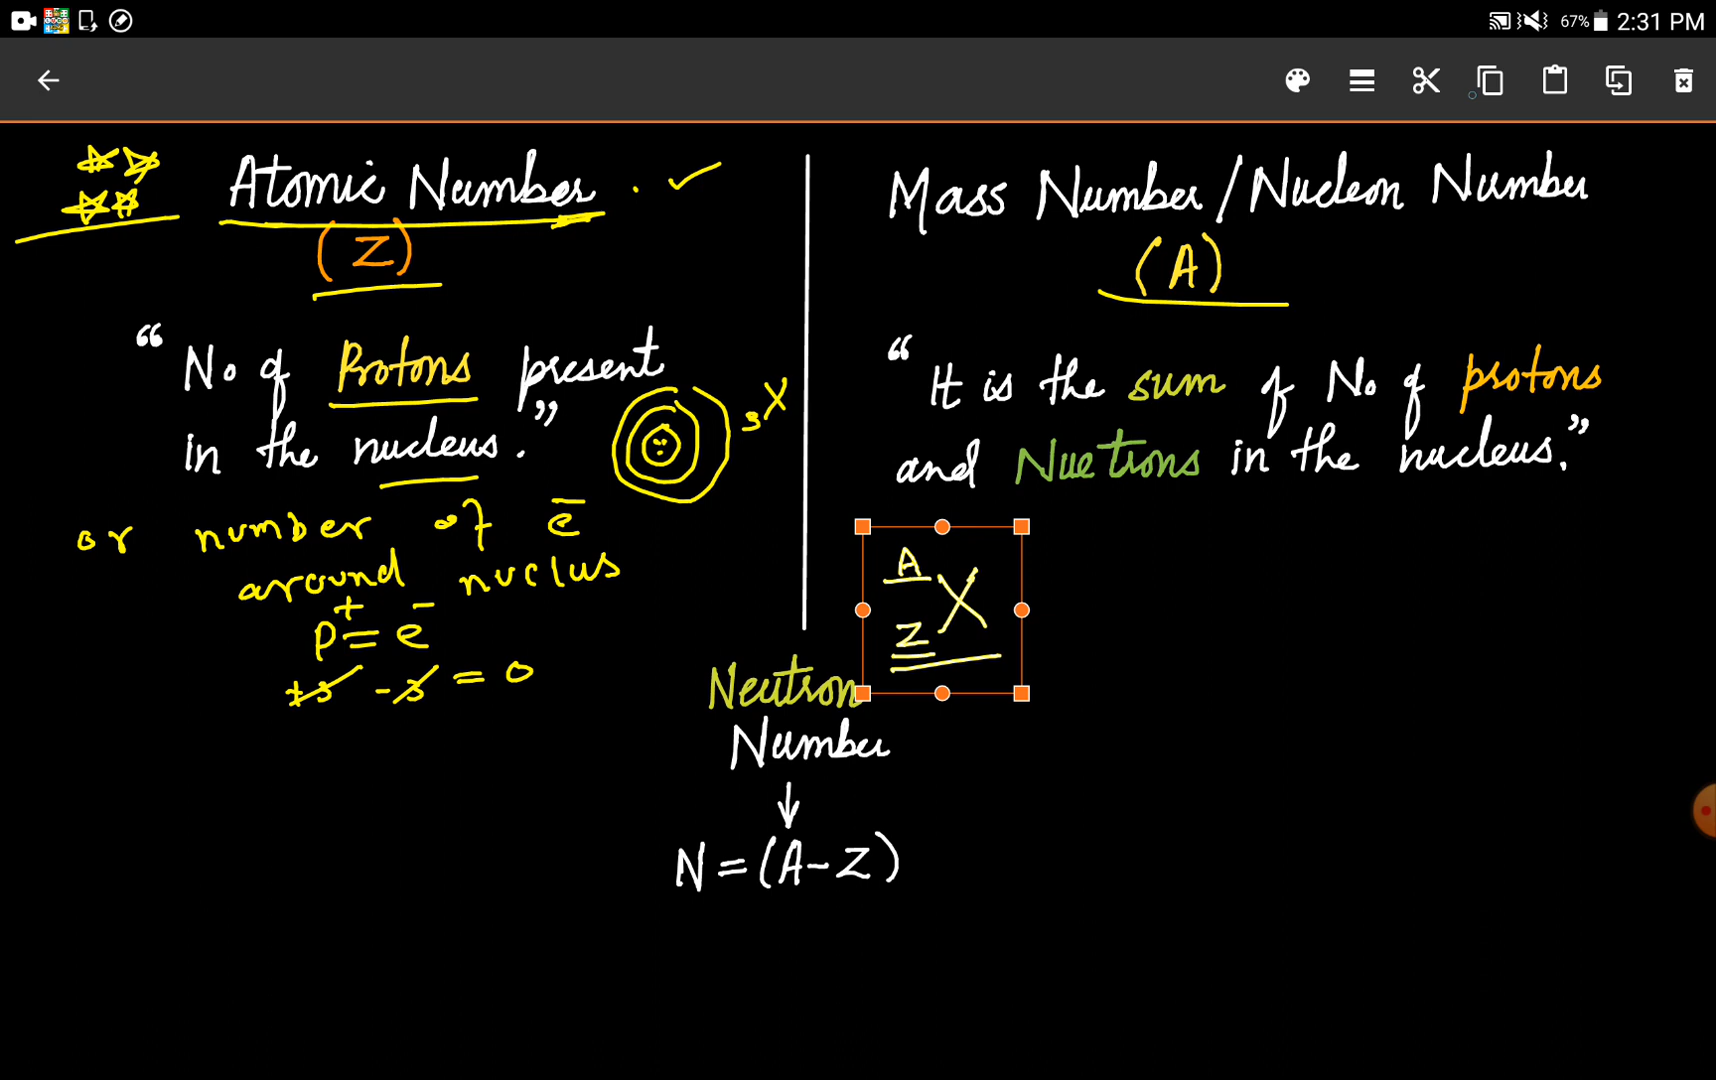 67% 2:31 PM
Atomic Number.
(Z)
“No of Protons present
in the nucleus.”
3X
or number of e̅
around nuclus
p⁺ = e⁻
+3 -3 = 0
Mass Number/Nucleon Number
(A)
“It is the sum of No of protons
and Nuetrons in the nucleus.”
A
X
Z
Neutron
Number
↓
N=(A-Z)